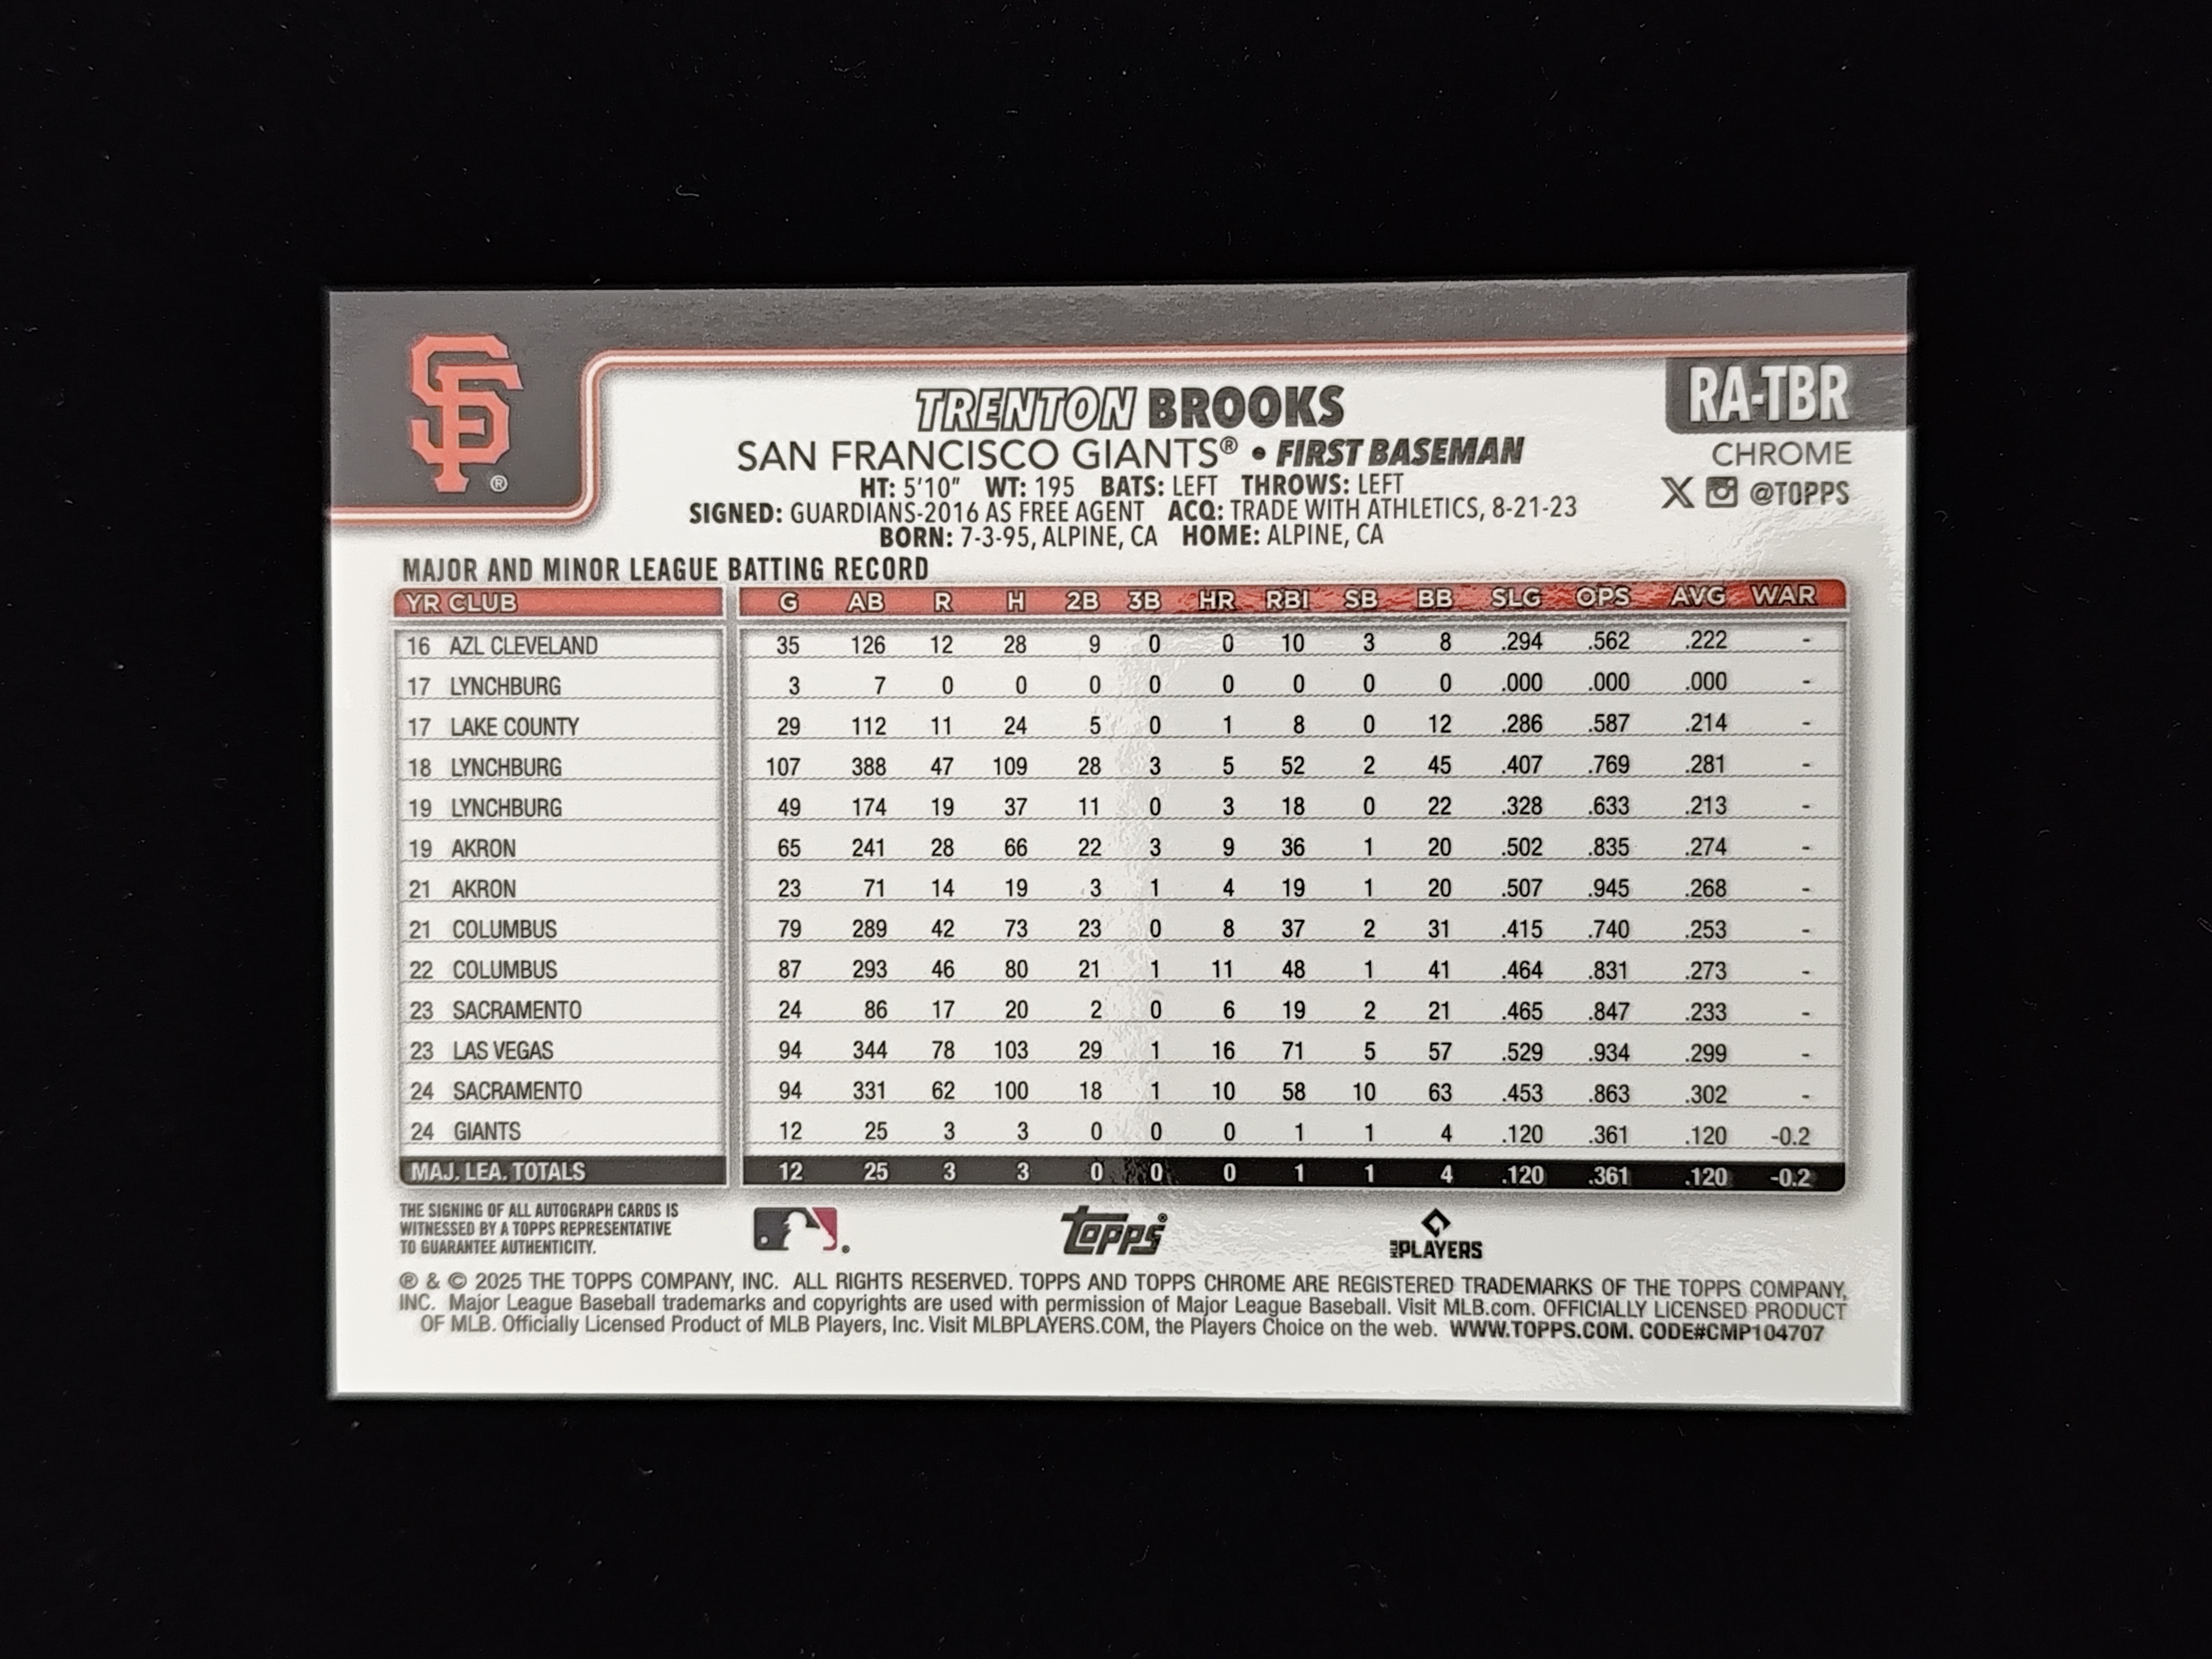 SF ®
TRENTON BROOKS
RA-TBR
SAN FRANCISCO GIANTS® • FIRST BASEMAN
CHROME
HT: 5'10" WT: 195 BATS: LEFT THROWS: LEFT
X @TOPPS
SIGNED: GUARDIANS-2016 AS FREE AGENT ACQ: TRADE WITH ATHLETICS, 8-21-23
BORN: 7-3-95, ALPINE, CA HOME: ALPINE, CA
MAJOR AND MINOR LEAGUE BATTING RECORD
YR CLUB G AB R H 2B 3B HR RBI SB BB SLG OPS AVG WAR
16 AZL CLEVELAND 35 126 12 28 9 0 0 10 3 8 .294 .562 .222 -
17 LYNCHBURG 3 7 0 0 0 0 0 0 0 0 .000 .000 .000 -
17 LAKE COUNTY 29 112 11 24 5 0 1 8 0 12 .286 .587 .214 -
18 LYNCHBURG 107 388 47 109 28 3 5 52 2 45 .407 .769 .281 -
19 LYNCHBURG 49 174 19 37 11 0 3 18 0 22 .328 .633 .213 -
19 AKRON 65 241 28 66 22 3 9 36 1 20 .502 .835 .274 -
21 AKRON 23 71 14 19 3 1 4 19 1 20 .507 .945 .268 -
21 COLUMBUS 79 289 42 73 23 0 8 37 2 31 .415 .740 .253 -
22 COLUMBUS 87 293 46 80 21 1 11 48 1 41 .464 .831 .273 -
23 SACRAMENTO 24 86 17 20 2 0 6 19 2 21 .465 .847 .233 -
23 LAS VEGAS 94 344 78 103 29 1 16 71 5 57 .529 .934 .299 -
24 SACRAMENTO 94 331 62 100 18 1 10 58 10 63 .453 .863 .302 -
24 GIANTS 12 25 3 3 0 0 0 1 1 4 .120 .361 .120 -0.2
MAJ. LEA. TOTALS 12 25 3 3 0 0 0 1 1 4 .120 .361 .120 -0.2
THE SIGNING OF ALL AUTOGRAPH CARDS IS
WITNESSED BY A TOPPS REPRESENTATIVE
TO GUARANTEE AUTHENTICITY.
®
topps®
PLAYERS
® & © 2025 THE TOPPS COMPANY, INC. ALL RIGHTS RESERVED. TOPPS AND TOPPS CHROME ARE REGISTERED TRADEMARKS OF THE TOPPS COMPANY,
INC. Major League Baseball trademarks and copyrights are used with permission of Major League Baseball. Visit MLB.com. OFFICIALLY LICENSED PRODUCT
OF MLB. Officially Licensed Product of MLB Players, Inc. Visit MLBPLAYERS.COM, the Players Choice on the web. WWW.TOPPS.COM. CODE#CMP104707